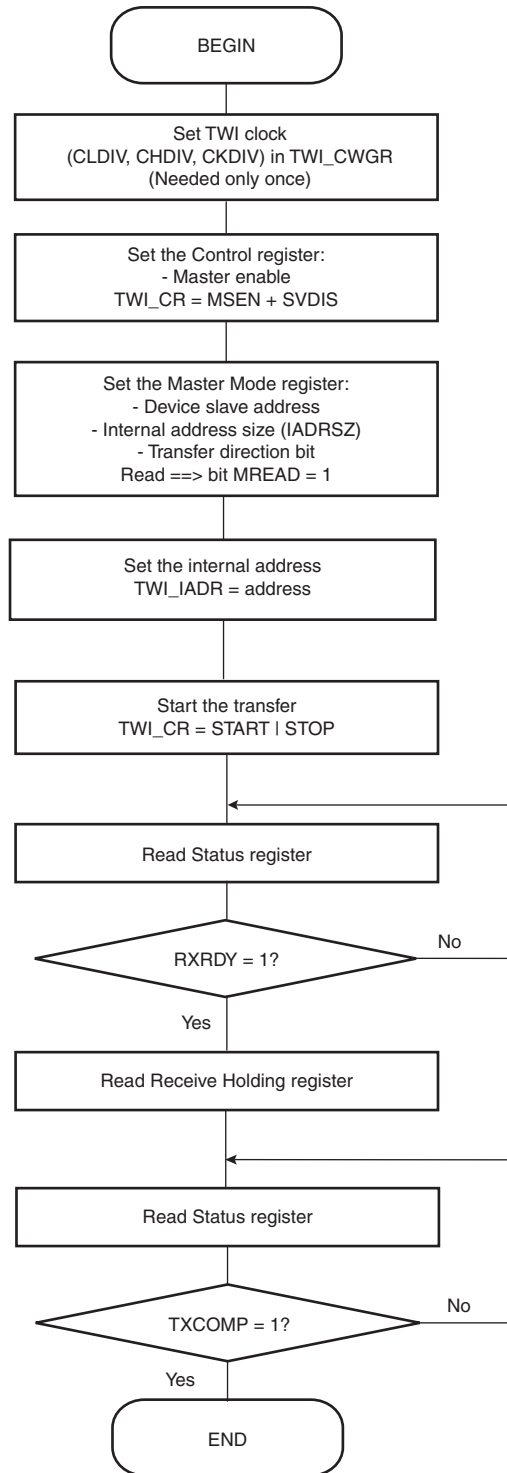 BEGIN
Set TWI clock
(CLDIV, CHDIV, CKDIV) in TWI_CWGR
(Needed only once)
Set the Control register:
- Master enable
TWI_CR = MSEN + SVDIS
Set the Master Mode register:
- Device slave address
- Internal address size (IADRSZ)
- Transfer direction bit
Read ==> bit MREAD = 1
Set the internal address
TWI_IADR = address
Start the transfer
TWI_CR = START | STOP
Read Status register
RXRDY = 1?
No
Yes
Read Receive Holding register
Read Status register
TXCOMP = 1?
No
Yes
END